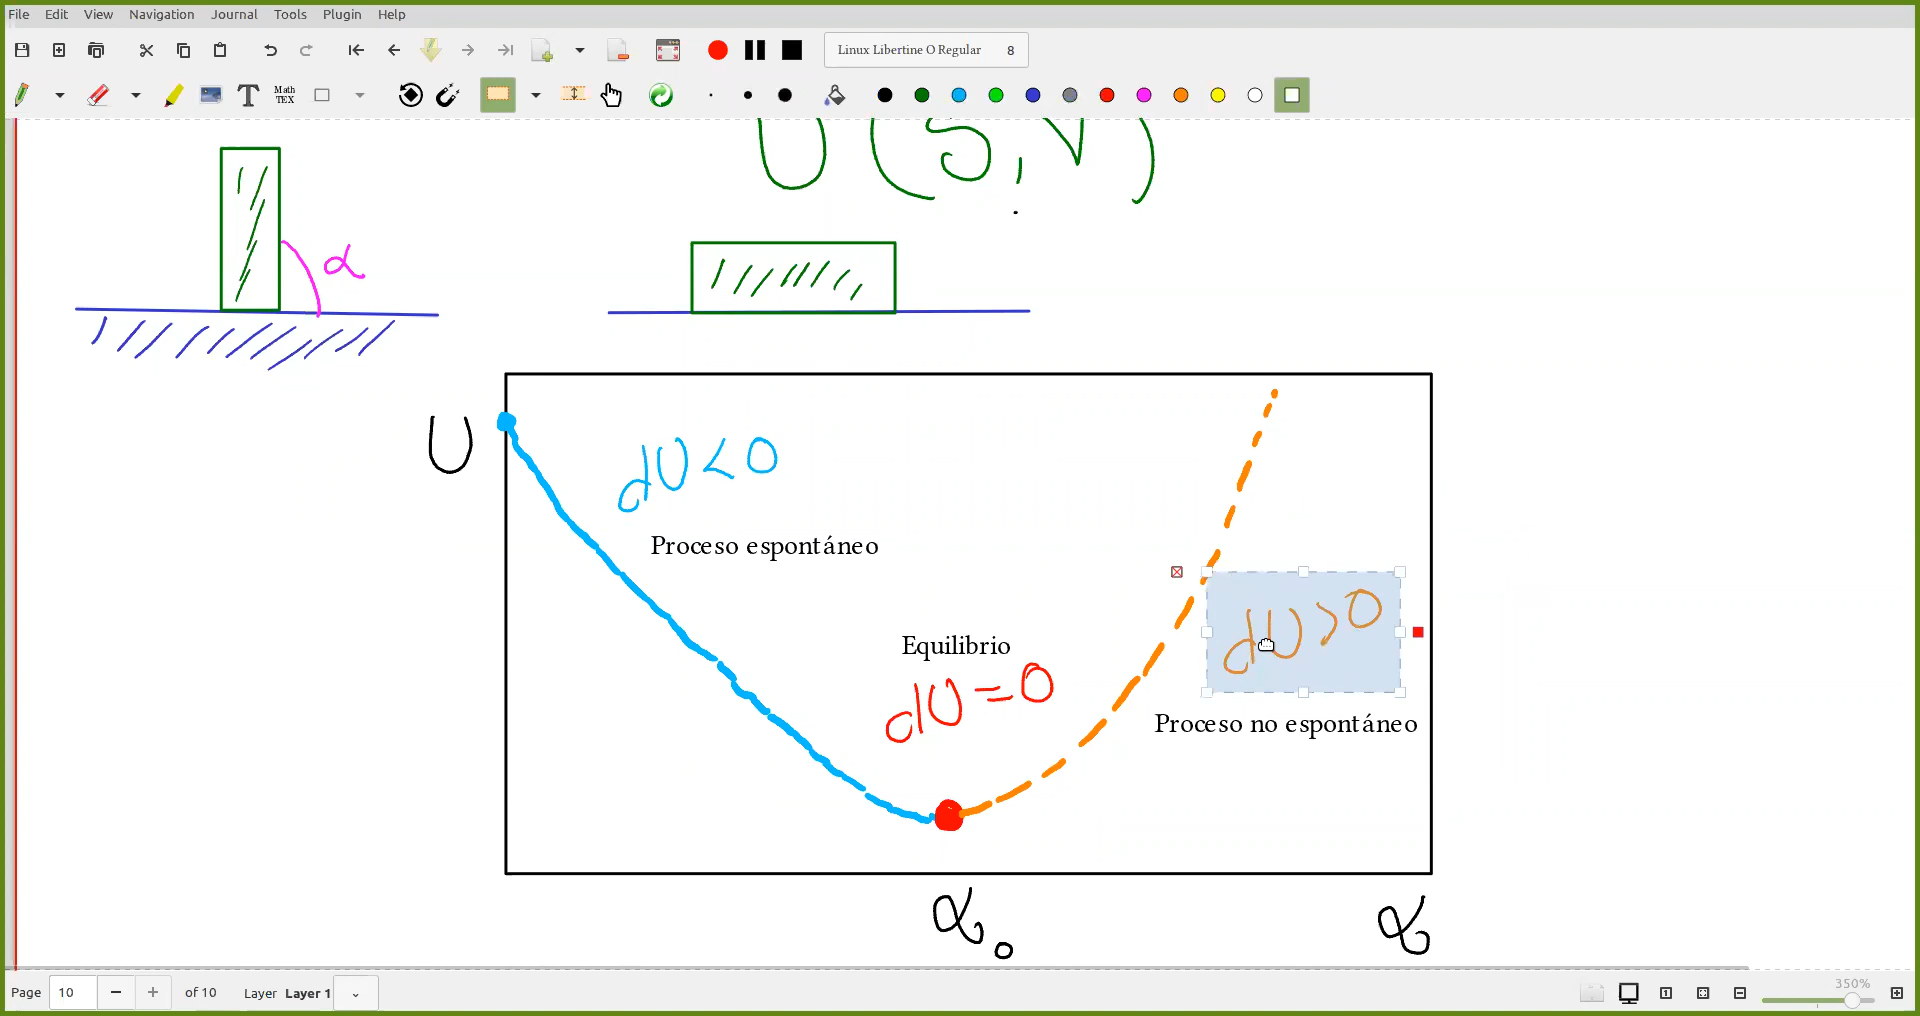 File Edit View Navigation Journal Tools Plugin Help
Linux Libertine O Regular 8
Math
TEX
U(S,V)
α
U
dU<0
Proceso espontáneo
Equilibrio
dU=0
dU>0
Proceso no espontáneo
α₀
α
Page 10 of 10 Layer Layer 1
350%